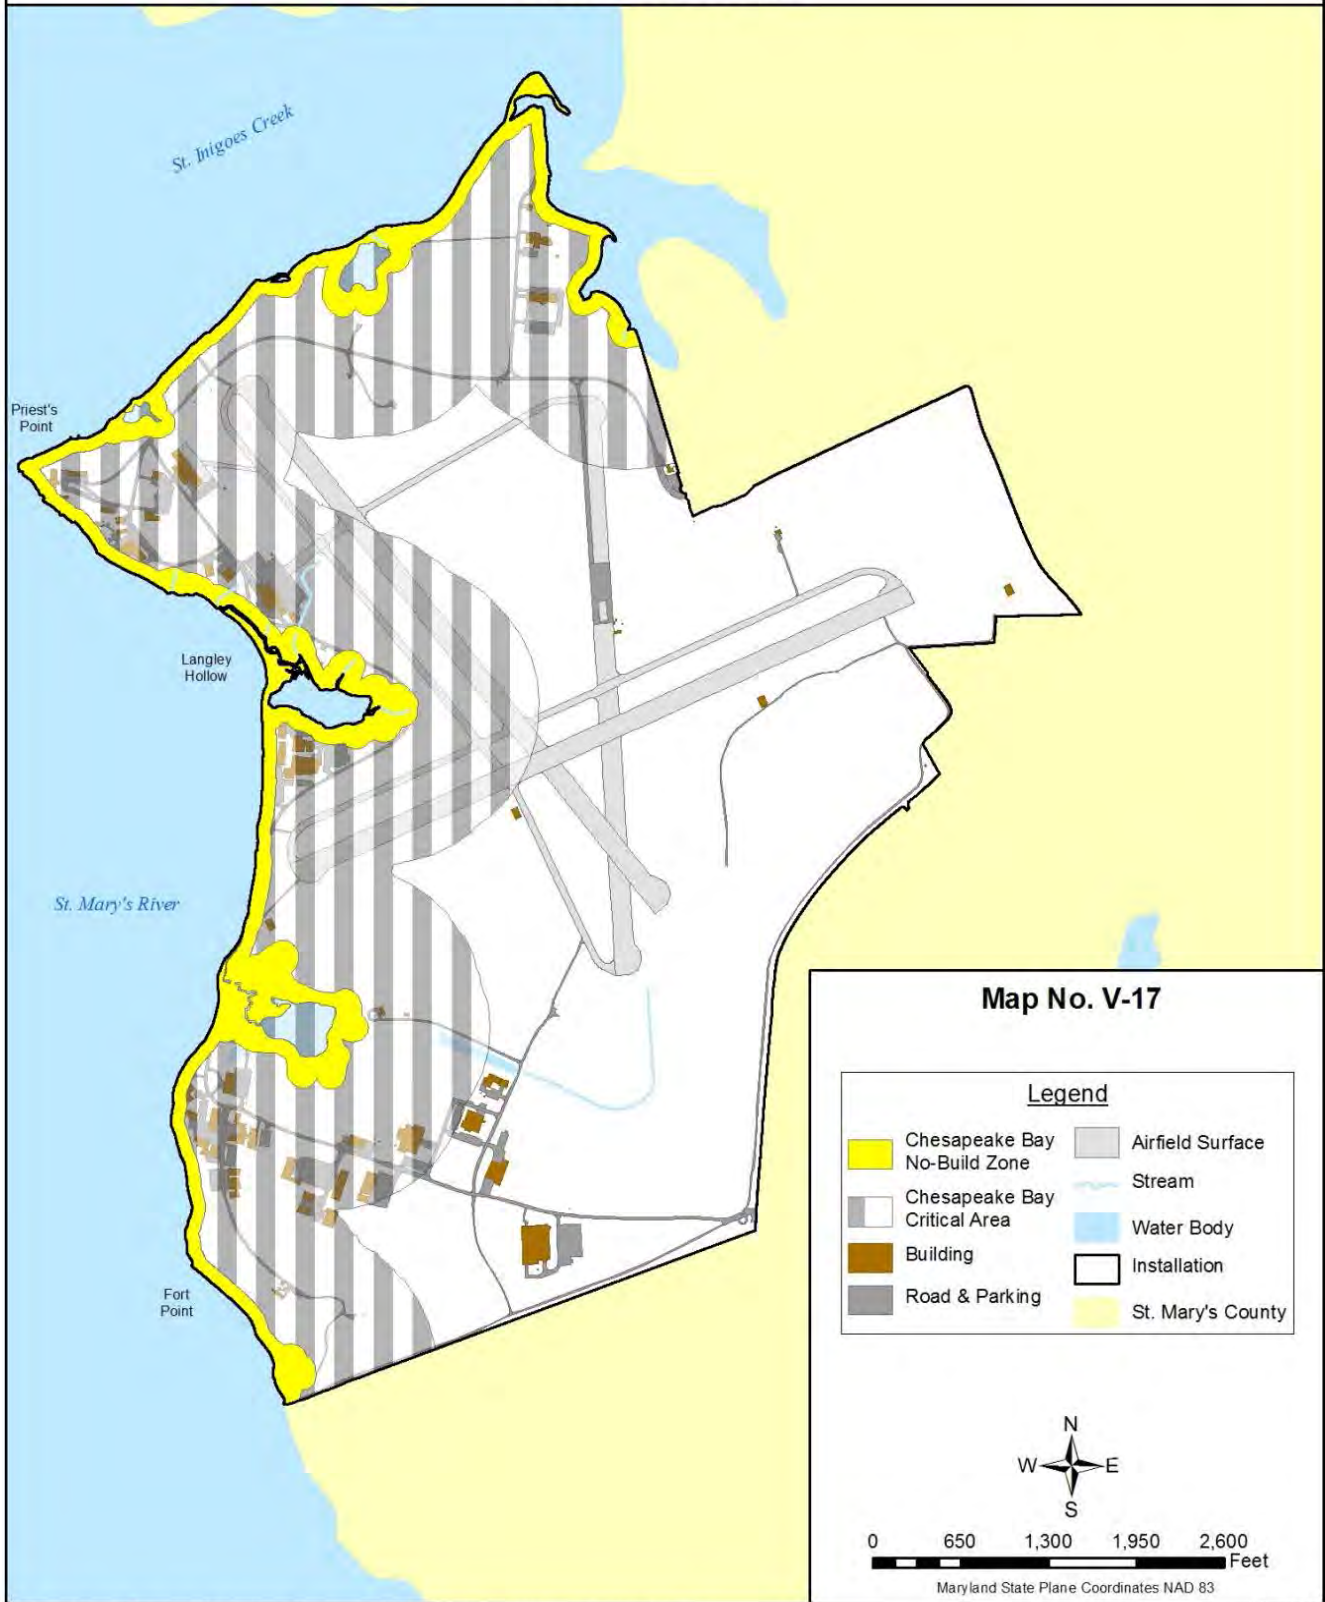 St. Inigoes Creek
Priest's
Point
Langley
Hollow
St. Mary's River
Fort
Point
Map No. V-17
Legend
Chesapeake Bay
No-Build Zone
Chesapeake Bay
Critical Area
Building
Road & Parking
Airfield Surface
Stream
Water Body
Installation
St. Mary's County
N
W E
S
0 650 1,300 1,950 2,600
Feet
Maryland State Plane Coordinates NAD 83